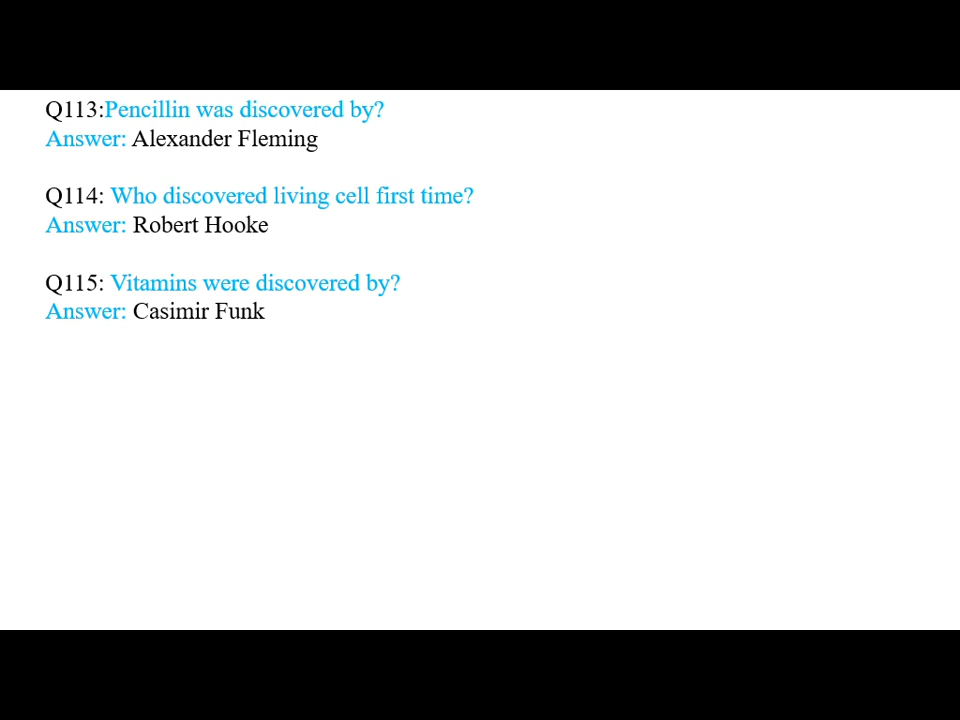 Q113:Pencillin was discovered by?
Answer: Alexander Fleming
Q114: Who discovered living cell first time?
Answer: Robert Hooke
Q115: Vitamins were discovered by?
Answer: Casimir Funk